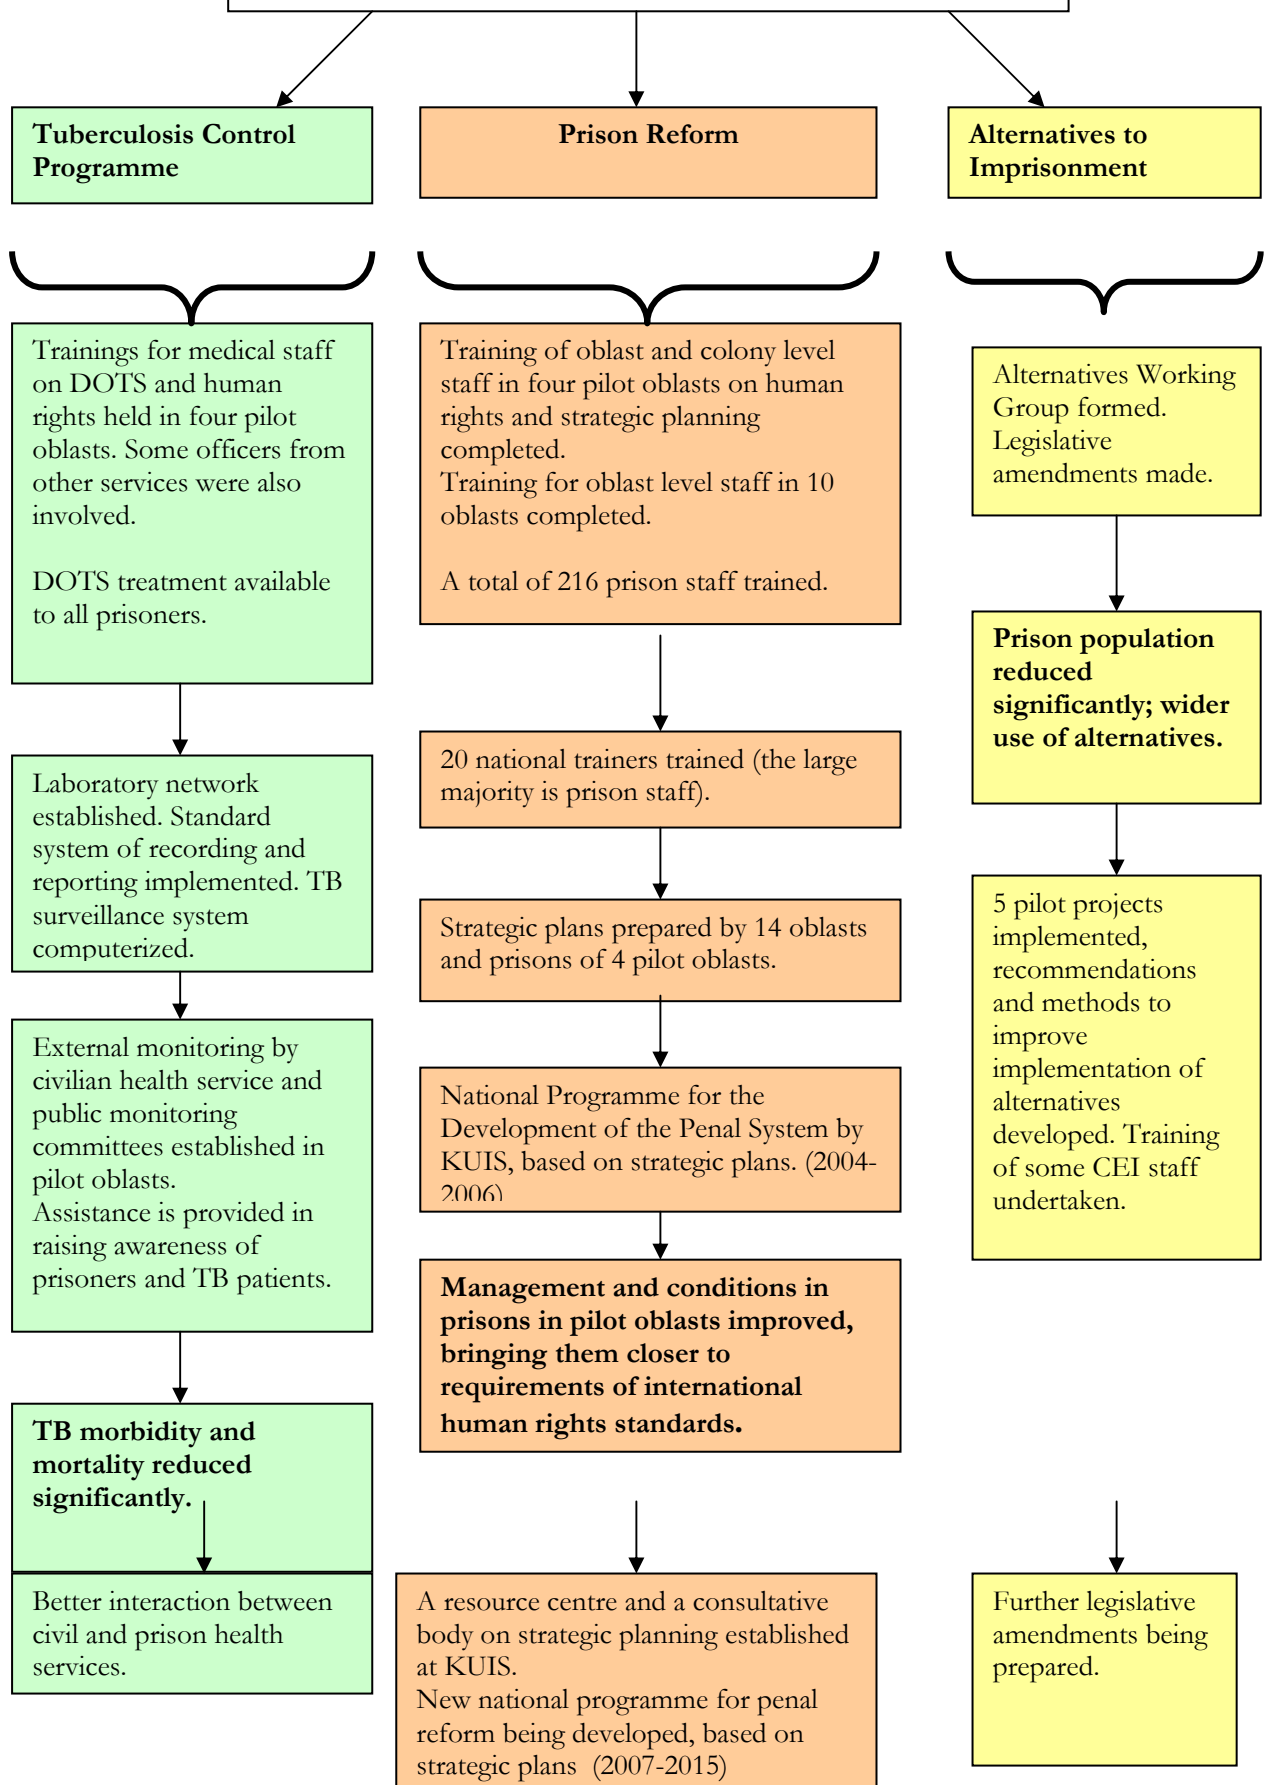 Tuberculosis Control
Programme
Prison Reform
Alternatives to
Imprisonment
Trainings for medical staff
on DOTS and human
rights held in four pilot
oblasts. Some officers from
other services were also
involved.
DOTS treatment available
to all prisoners.
Laboratory network
established. Standard
system of recording and
reporting implemented. TB
surveillance system
computerized.
External monitoring by
civilian health service and
public monitoring
committees established in
pilot oblasts.
Assistance is provided in
raising awareness of
prisoners and TB patients.
TB morbidity and
mortality reduced
significantly.
Better interaction between
civil and prison health
services.
Training of oblast and colony level
staff in four pilot oblasts on human
rights and strategic planning
completed.
Training for oblast level staff in 10
oblasts completed.
A total of 216 prison staff trained.
20 national trainers trained (the large
majority is prison staff).
Strategic plans prepared by 14 oblasts
and prisons of 4 pilot oblasts.
National Programme for the
Development of the Penal System by
KUIS, based on strategic plans. (2004-
2006)
Management and conditions in
prisons in pilot oblasts improved,
bringing them closer to
requirements of international
human rights standards.
A resource centre and a consultative
body on strategic planning established
at KUIS.
New national programme for penal
reform being developed, based on
strategic plans (2007-2015)
Alternatives Working
Group formed.
Legislative
amendments made.
Prison population
reduced
significantly; wider
use of alternatives.
5 pilot projects
implemented,
recommendations
and methods to
improve
implementation of
alternatives
developed. Training
of some CEI staff
undertaken.
Further legislative
amendments being
prepared.